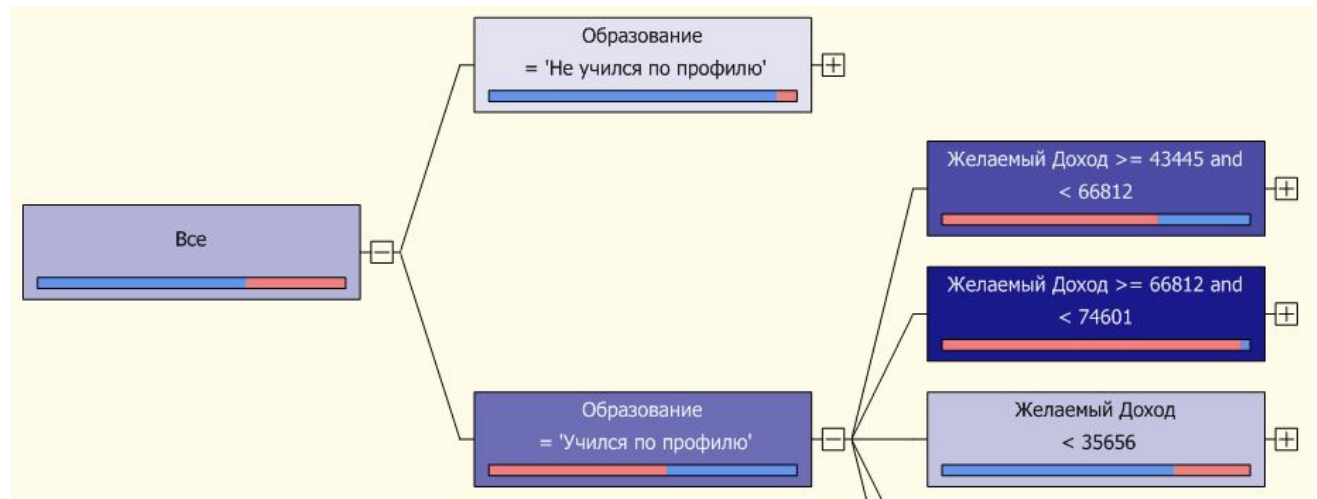 Образование
= 'Не учился по профилю'
Желаемый Доход >= 43445 and
< 66812
Все
Желаемый Доход >= 66812 and
< 74601
Образование
= 'Учился по профилю'
Желаемый Доход
< 35656